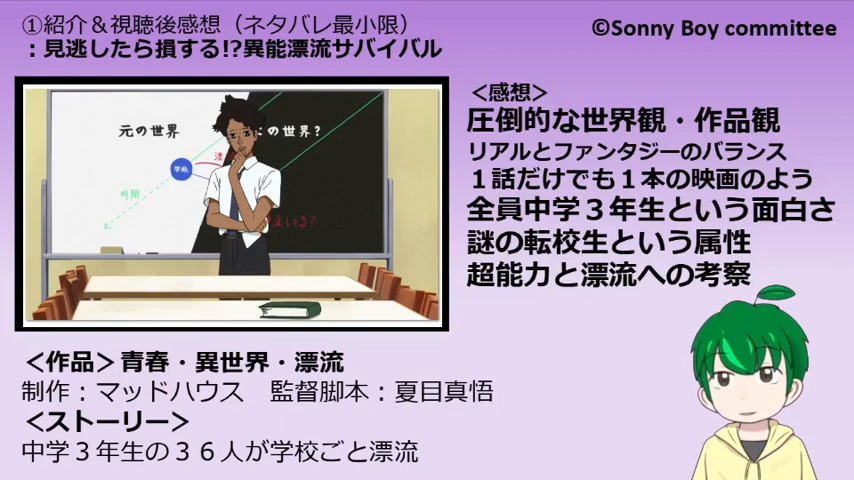 ①紹介＆視聴後感想（ネタバレ最小限）
：見逃したら損する!?異能漂流サバイバル
©Sonny Boy committee
元の世界
の世界?
漂
学校
時間
＜感想＞
圧倒的な世界観・作品観
リアルとファンタジーのバランス
１話だけでも１本の映画のよう
全員中学３年生という面白さ
謎の転校生という属性
超能力と漂流への考察
＜作品＞青春・異世界・漂流
制作：マッドハウス　監督脚本：夏目真悟
＜ストーリー＞
中学３年生の３６人が学校ごと漂流